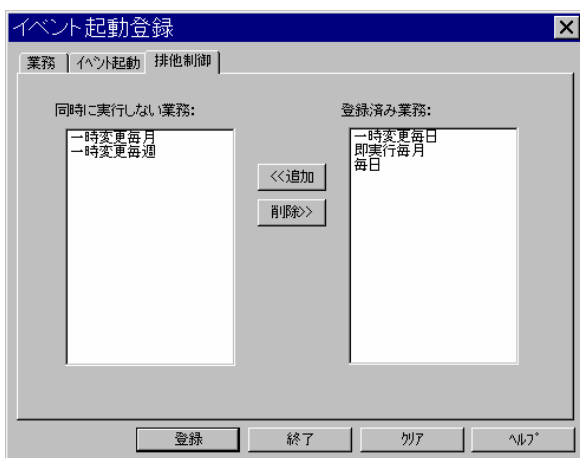 イベント起動登録
業務
イベント起動
排他制御
同時に実行しない業務:
一時変更毎月
一時変更毎週
<<追加
削除>>
登録済み業務:
一時変更毎日
即実行毎月
毎日
登録
終了
クリア
ヘルプ